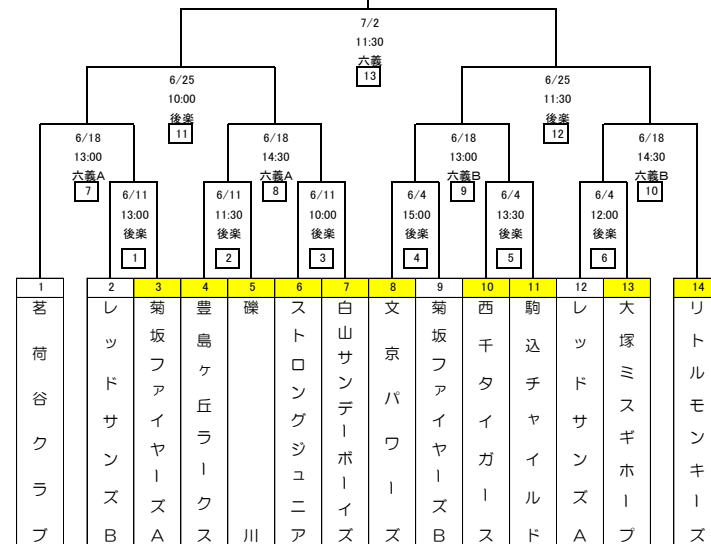 7/2
11:30
六義
13
6/25
10:00
後楽
11
6/25
11:30
後楽
12
6/18
13:00
六義A
7
6/18
14:30
六義A
8
6/18
13:00
六義B
9
6/18
14:30
六義B
10
6/11
13:00
後楽
1
6/11
11:30
後楽
2
6/11
10:00
後楽
3
6/4
15:00
後楽
4
6/4
13:30
後楽
5
6/4
12:00
後楽
6
1
茗荷谷クラブ
2
レッドサンズB
3
菊坂ファイヤーズA
4
豊島ヶ丘ラークス
5
礫川
6
ストロングジュニア
7
白山サンデーボーイズ
8
文京パワーズ
9
菊坂ファイヤーズB
10
西千タイガース
11
駒込チャイルド
12
レッドサンズA
13
大塚ミスギホープ
14
リトルモンキーズ